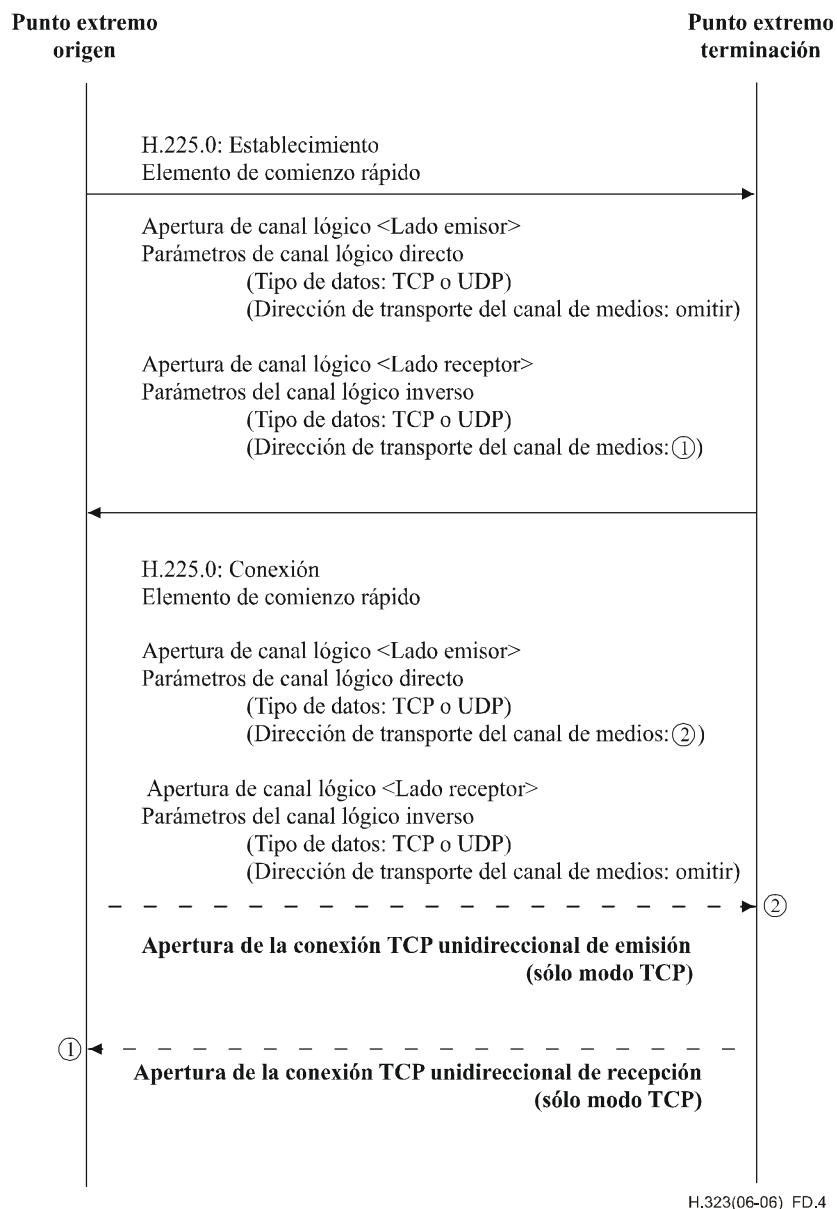 Punto extremo
origen
Punto extremo
terminación
H.225.0: Establecimiento
Elemento de comienzo rápido
Apertura de canal lógico <Lado emisor>
Parámetros de canal lógico directo
(Tipo de datos: TCP o UDP)
(Dirección de transporte del canal de medios: omitir)
Apertura de canal lógico <Lado receptor>
Parámetros del canal lógico inverso
(Tipo de datos: TCP o UDP)
(Dirección de transporte del canal de medios:①)
H.225.0: Conexión
Elemento de comienzo rápido
Apertura de canal lógico <Lado emisor>
Parámetros de canal lógico directo
(Tipo de datos: TCP o UDP)
(Dirección de transporte del canal de medios:②)
Apertura de canal lógico <Lado receptor>
Parámetros del canal lógico inverso
(Tipo de datos: TCP o UDP)
(Dirección de transporte del canal de medios: omitir)
②
Apertura de la conexión TCP unidireccional de emisión
(sólo modo TCP)
①
Apertura de la conexión TCP unidireccional de recepción
(sólo modo TCP)
H.323(06-06)_FD.4